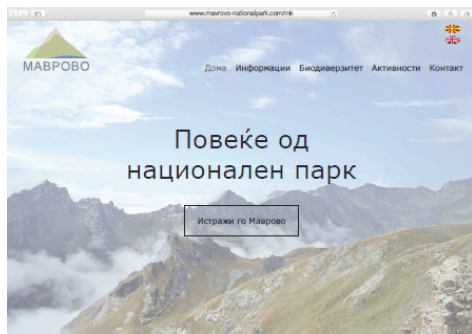 www.mavrovo-nationalpark.com/mk
МАВРОВО
Дома Информации Биодиверзитет Активности Контакт
Повеќе од
национален парк
Истражи го Маврово